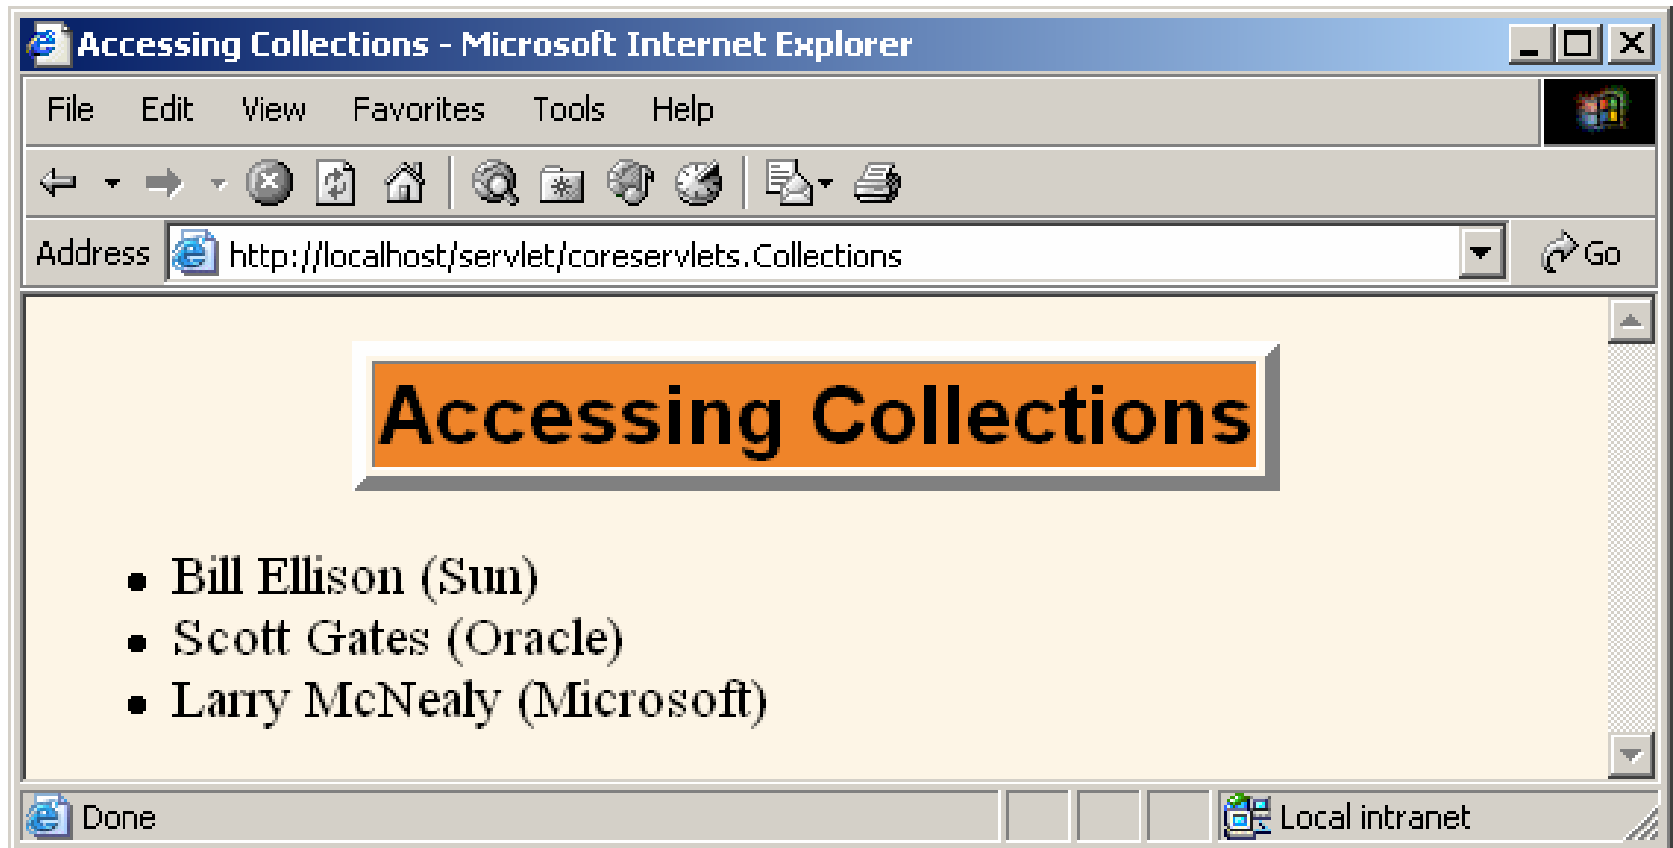 Accessing Collections - Microsoft Internet Explorer
File Edit View Favorites Tools Help
Address http://localhost/servlet/coreservlets.Collections Go
Accessing Collections
• Bill Ellison (Sun)
• Scott Gates (Oracle)
• Larry McNealy (Microsoft)
Done Local intranet